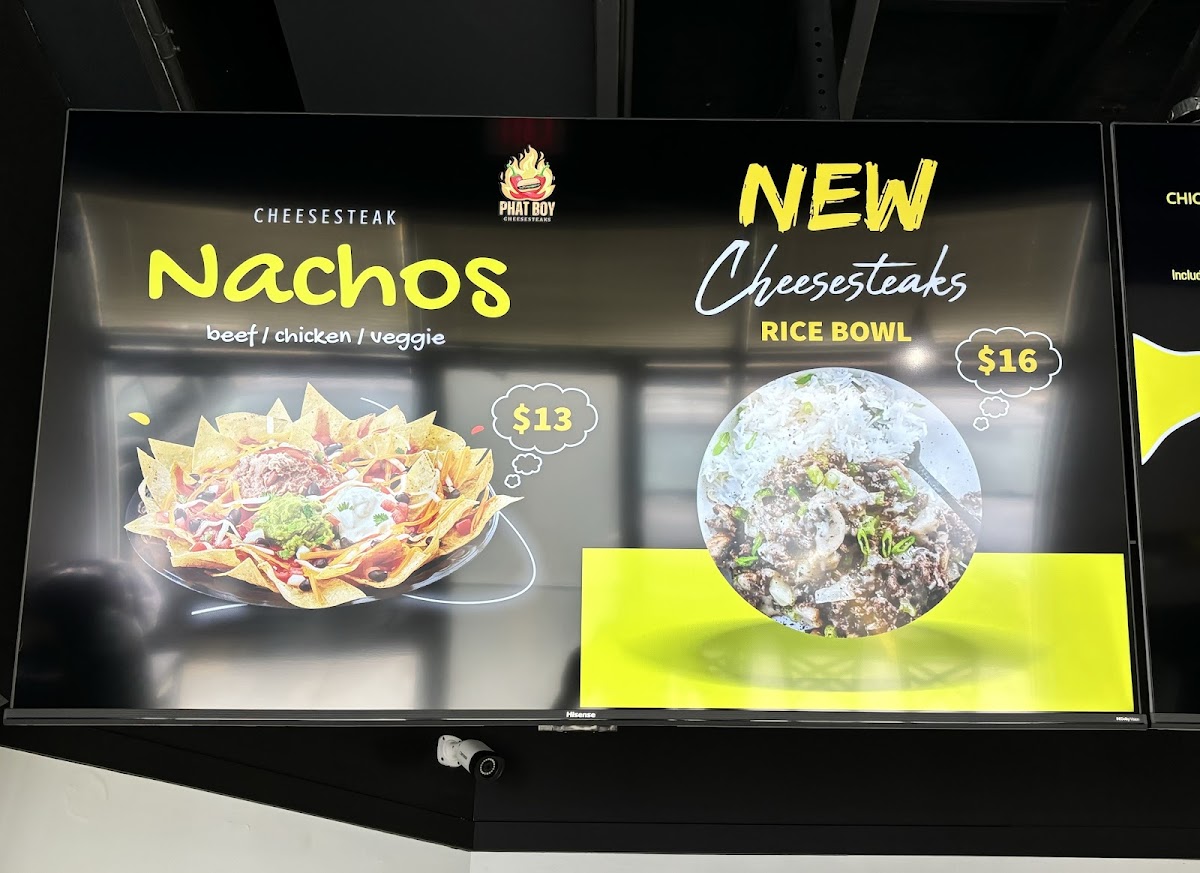 PHAT BOY
CHEESESTEAKS
CHEESESTEAK
Nachos
beef / chicken / veggie
$13
NEW
Cheesesteaks
RICE BOWL
$16
Hisense